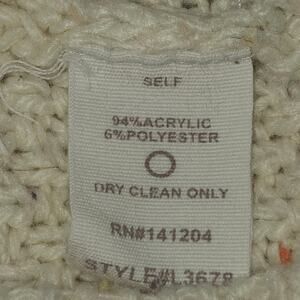 SELF
94%ACRYLIC
6%POLYESTER
DRY CLEAN ONLY
RN#141204
STYLE#L3678